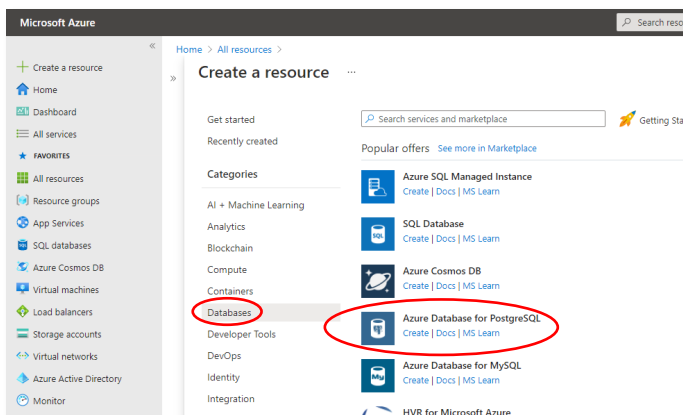 Microsoft Azure
Search reso
«
Home > All resources >
Create a resource
Home
Dashboard
All services
FAVORITES
All resources
Resource groups
App Services
SQL databases
Azure Cosmos DB
Virtual machines
Load balancers
Storage accounts
Virtual networks
Azure Active Directory
Monitor
»
Create a resource ...
Get started
Recently created
Categories
AI + Machine Learning
Analytics
Blockchain
Compute
Containers
Databases
Developer Tools
DevOps
Identity
Integration
Search services and marketplace
Getting Sta
Popular offers See more in Marketplace
Azure SQL Managed Instance
Create | Docs | MS Learn
SQL Database
Create | Docs | MS Learn
SQL
Azure Cosmos DB
Create | Docs | MS Learn
Azure Database for PostgreSQL
Create | Docs | MS Learn
Azure Database for MySQL
Create | Docs | MS Learn
My
HVR for Microsoft Azure